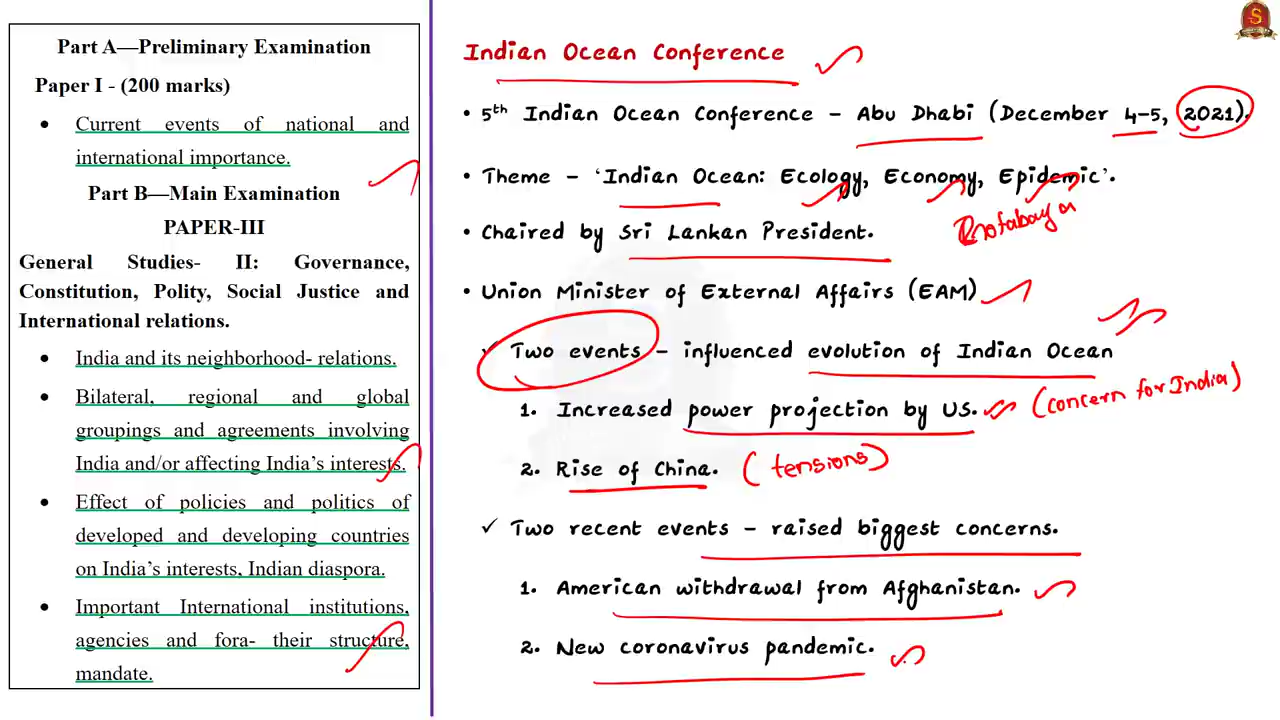 Part A—Preliminary Examination
Paper I - (200 marks)
• Current events of national and
international importance.
Part B—Main Examination
PAPER-III
General Studies- II: Governance,
Constitution, Polity, Social Justice and
International relations.
• India and its neighborhood- relations.
• Bilateral, regional and global
groupings and agreements involving
India and/or affecting India's interests.
• Effect of policies and politics of
developed and developing countries
on India's interests, Indian diaspora.
• Important International institutions,
agencies and fora- their structure,
mandate.
Indian Ocean Conference
• 5th Indian Ocean Conference – Abu Dhabi (December 4-5, 2021).
• Theme – 'Indian Ocean: Ecology, Economy, Epidemic'.
• Chaired by Sri Lankan President.
• Union Minister of External Affairs (EAM)
✓ Two events – influenced evolution of Indian Ocean
1. Increased power projection by US. (concern for India)
2. Rise of China. (tensions)
✓ Two recent events – raised biggest concerns.
1. American withdrawal from Afghanistan.
2. New coronavirus pandemic.